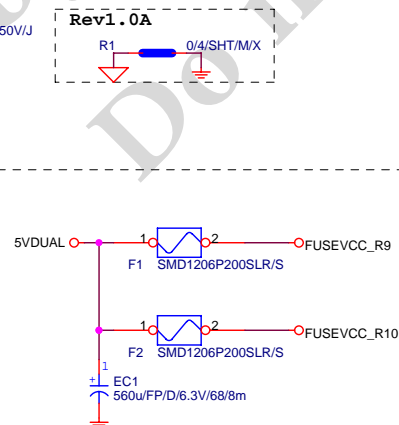 50V/J
Rev1.0A
R1 0/4/SHT/M/X
Do
5VDUAL 1 2 FUSEVCC_R9
F1 SMD1206P200SLR/S
1 2 FUSEVCC_R10
F2 SMD1206P200SLR/S
1
+ EC1
560u/FP/D/6.3V/68/8m